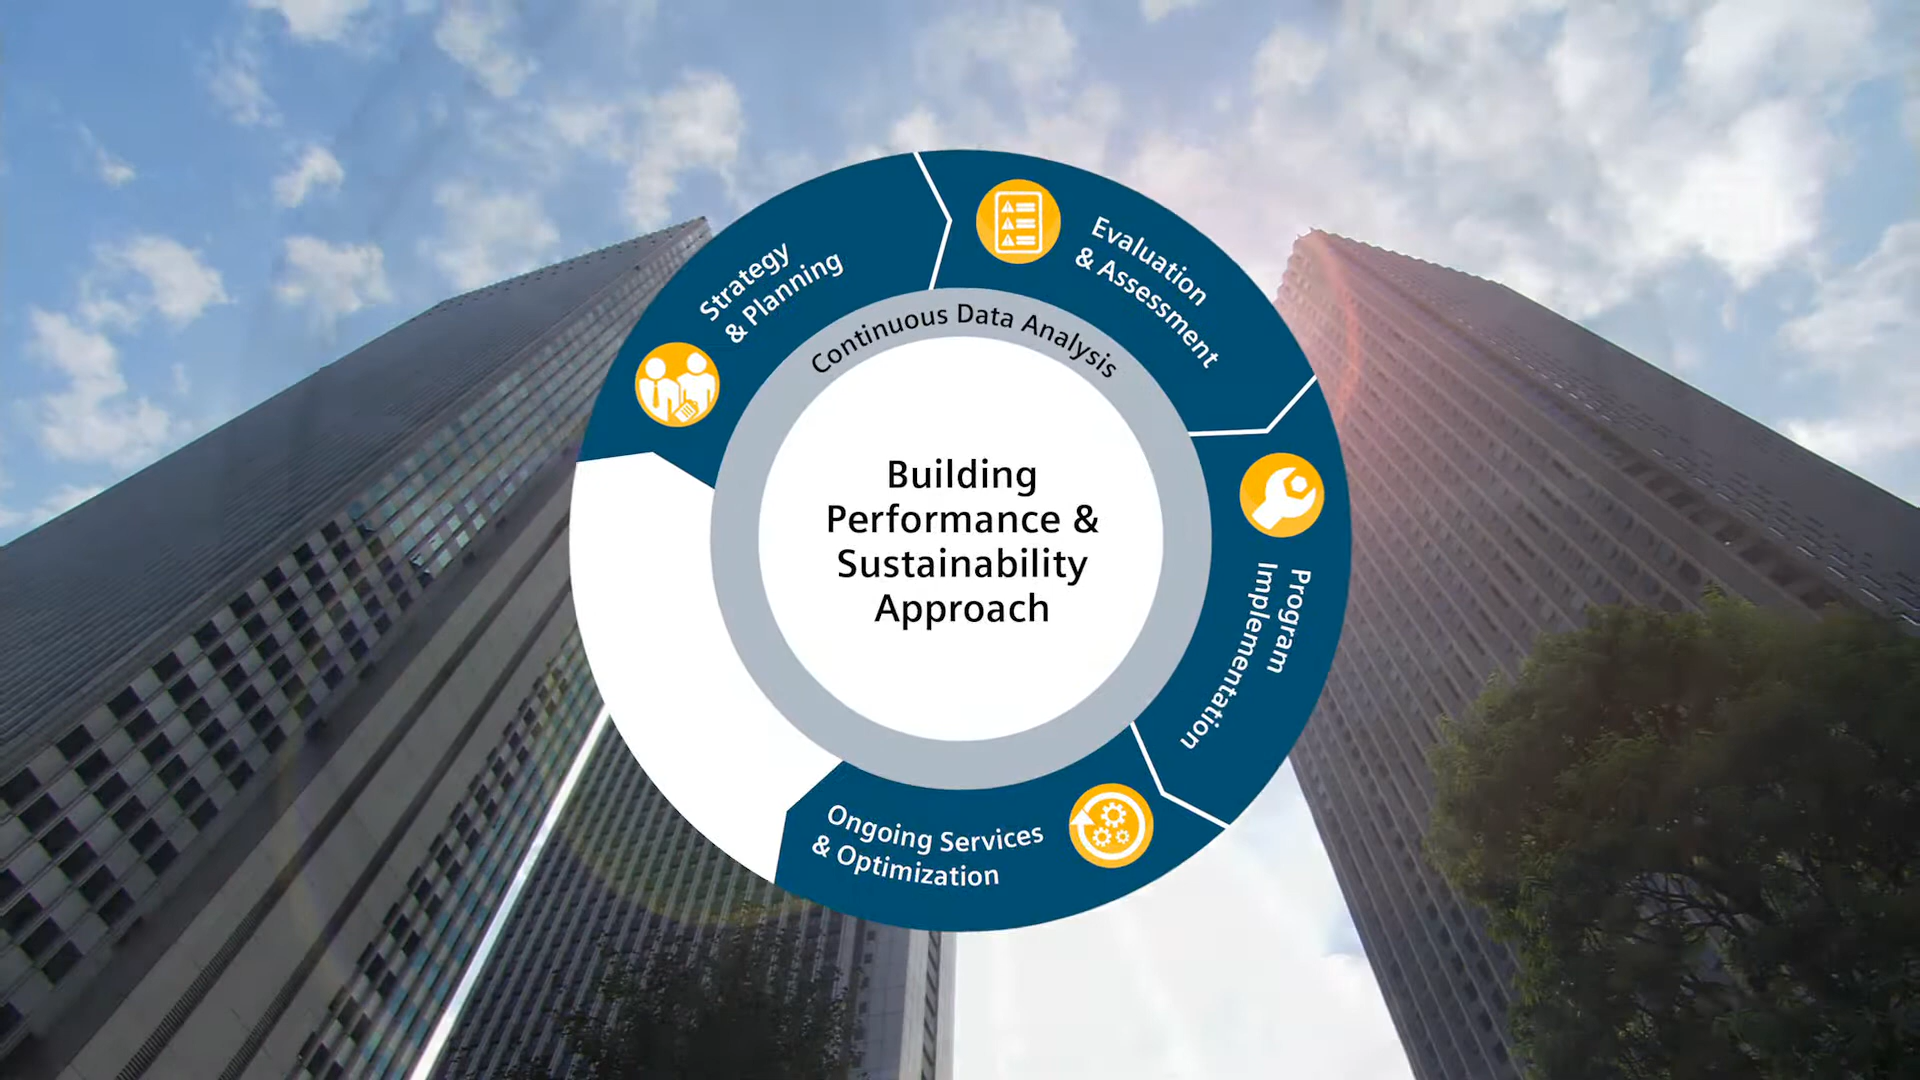 Strategy
& Planning
Evaluation
& Assessment
Program
Implementation
Ongoing Services
& Optimization
Continuous Data Analysis
Building
Performance &
Sustainability
Approach